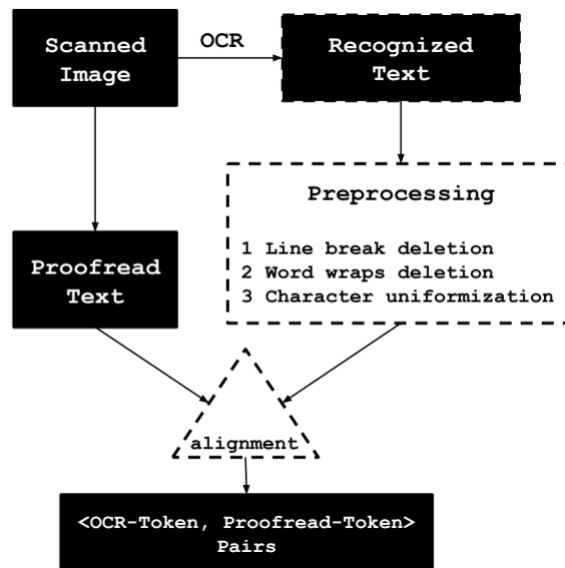 Scanned
Image
OCR
Recognized
Text
Preprocessing
1 Line break deletion
2 Word wraps deletion
3 Character uniformization
Proofread
Text
alignment
<OCR-Token, Proofread-Token>
Pairs